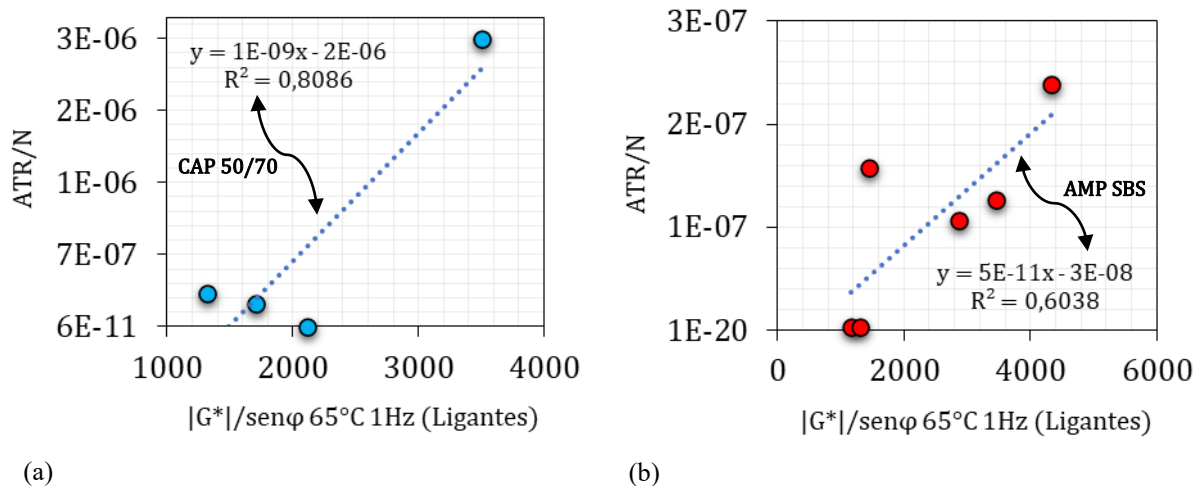 3E-06
2E-06
1E-06
7E-07
6E-11
ATR/N
y = 1E-09x - 2E-06
R² = 0,8086
CAP 50/70
1000 2000 3000 4000
|G*|/senφ 65°C 1Hz (Ligantes)
(a)
3E-07
2E-07
1E-07
1E-20
ATR/N
AMP SBS
y = 5E-11x - 3E-08
R² = 0,6038
0 2000 4000 6000
|G*|/senφ 65°C 1Hz (Ligantes)
(b)